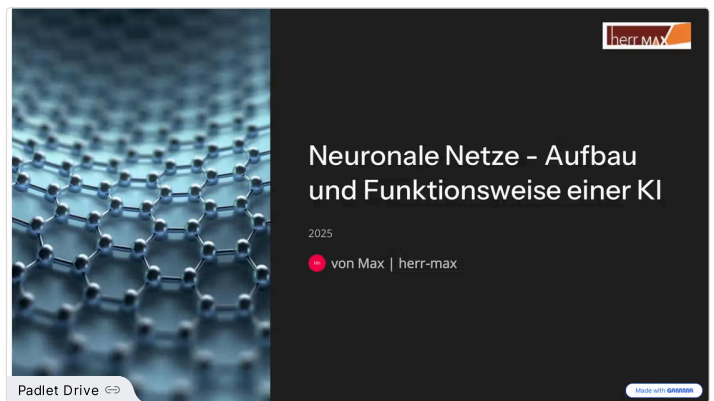 herr MAX
Neuronale Netze - Aufbau
und Funktionsweise einer KI
2025
von Max | herr-max
Padlet Drive
Made with GAMMA